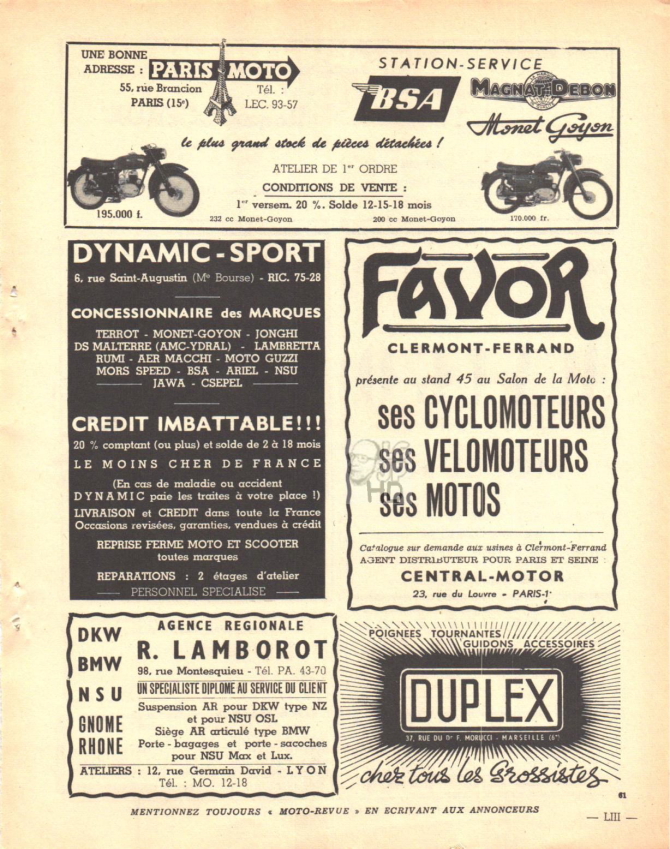 UNE BONNE
ADRESSE : PARIS MOTO
55, rue Brancion Tél. :
PARIS (15e) LEC. 93-57
STATION-SERVICE
BSA
MAGNAT-DEBON
Monet Goyon
le plus grand stock de pièces détachées !
ATELIER DE 1er ORDRE
CONDITIONS DE VENTE :
1er versem. 20 %. Solde 12-15-18 mois
195.000 f.
232 cc Monet-Goyon
200 cc Monet-Goyon
170.000 fr.
DYNAMIC-SPORT
6, rue Saint-Augustin (Mo Bourse) - RIC. 75-28
CONCESSIONNAIRE des MARQUES
TERROT - MONET-GOYON - JONGHI
DS MALTERRE (AMC-YDRAL) - LAMBRETTA
RUMI - AER MACCHI - MOTO GUZZI
MORS SPEED - BSA - ARIEL - NSU
JAWA - CSEPEL
CREDIT IMBATTABLE!!!
20 % comptant (ou plus) et solde de 2 à 18 mois
LE MOINS CHER DE FRANCE
(En cas de maladie ou accident
DYNAMIC paie les traites à votre place !)
LIVRAISON et CREDIT dans toute la France
Occasions revisées, garanties, vendues à crédit
REPRISE FERME MOTO ET SCOOTER
toutes marques
REPARATIONS : 2 étages d'atelier
PERSONNEL SPECIALISE
FAVOR
CLERMONT-FERRAND
présente au stand 45 au Salon de la Moto :
ses CYCLOMOTEURS
ses VELOMOTEURS
ses MOTOS
HD
Catalogue sur demande aux usines à Clermont-Ferrand
AGENT DISTRIBUTEUR POUR PARIS ET SEINE :
CENTRAL-MOTOR
23, rue du Louvre - PARIS-1r
DKW
BMW
NSU
GNOME
RHONE
AGENCE REGIONALE
R. LAMBOROT
98, rue Montesquieu - Tél. PA. 43-70
UN SPECIALISTE DIPLOME AU SERVICE DU CLIENT
Suspension AR pour DKW type NZ
et pour NSU OSL
Siège AR articulé type BMW
Porte-bagages et porte-sacoches
pour NSU Max et Lux.
ATELIERS : 12, rue Germain David - LYON
Tél. : MO. 12-18
POIGNEES TOURNANTES
GUIDONS ACCESSOIRES
DUPLEX
37, RUE DU Dr F. MORUCCI - MARSEILLE (6e)
chez tous les Grossistes
61
MENTIONNEZ TOUJOURS « MOTO-REVUE » EN ECRIVANT AUX ANNONCEURS
— LIII —